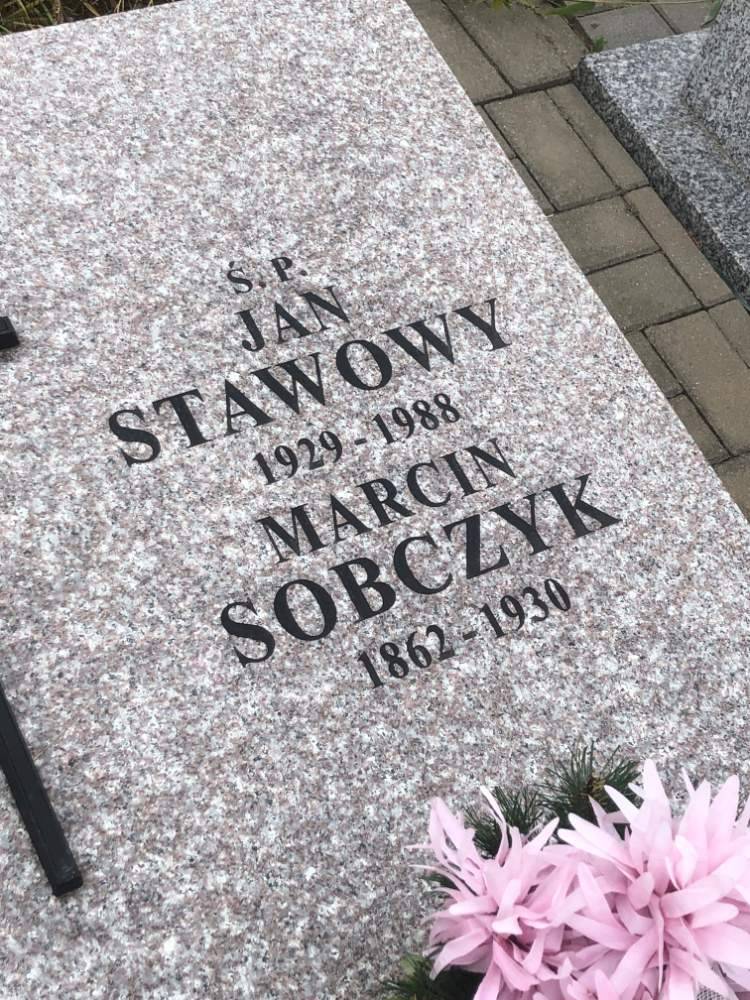 Ś. P.
JAN
STAWOWY
1929 - 1988
MARCIN
SOBCZYK
1862 - 1930